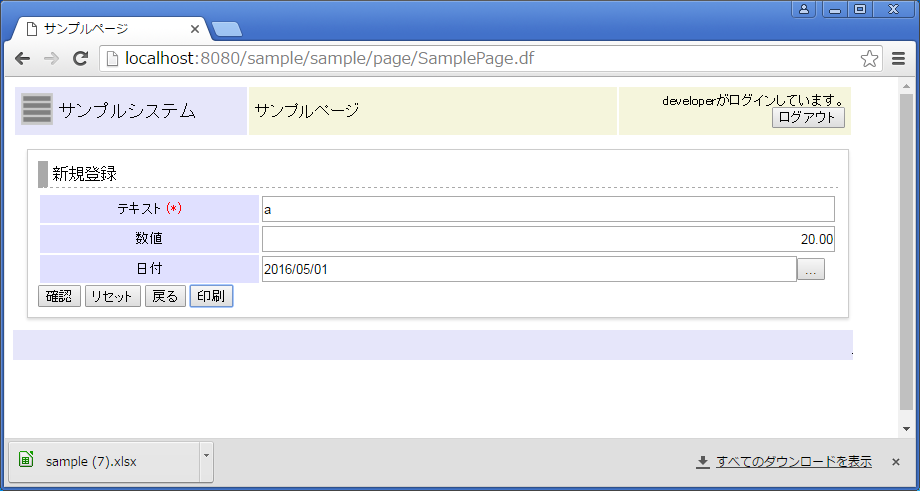 サンプルページ
localhost:8080/sample/sample/page/SamplePage.df
サンプルシステム
サンプルページ
developerがログインしています。
ログアウト
新規登録
テキスト (*)
a
数値
20.00
日付
2016/05/01
...
確認 リセット 戻る 印刷
sample (7).xlsx
すべてのダウンロードを表示